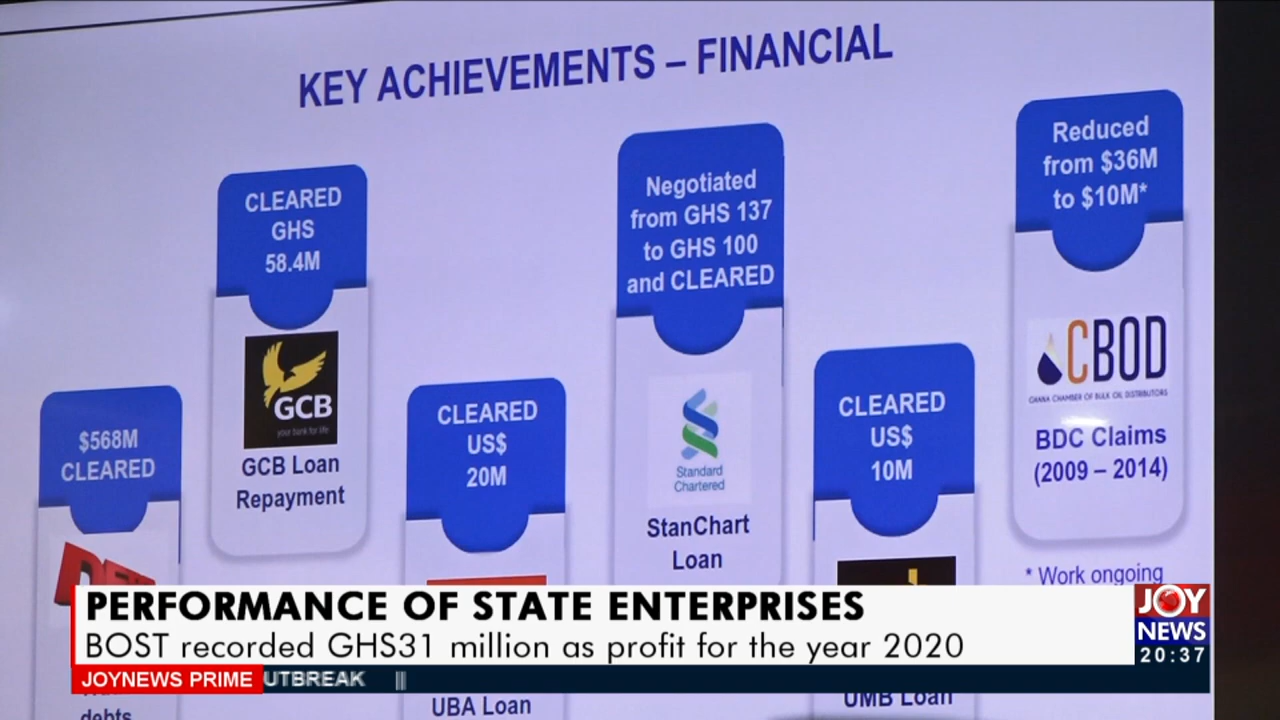 KEY ACHIEVEMENTS – FINANCIAL
$568M
CLEARED
debts
CLEARED
GHS
58.4M
GCB
your bank for life
GCB Loan
Repayment
CLEARED
US$
20M
UBA Loan
Negotiated
from GHS 137
to GHS 100
and CLEARED
Standard
Chartered
StanChart
Loan
CLEARED
US$
10M
UMB Loan
Reduced
from $36M
to $10M*
CBOD
GHANA CHAMBER OF BULK OIL DISTRIBUTORS
BDC Claims
(2009 – 2014)
* Work ongoing
PERFORMANCE OF STATE ENTERPRISES
BOST recorded GHS31 million as profit for the year 2020
JOY
NEWS
20:37
JOYNEWS PRIME
UTBREAK